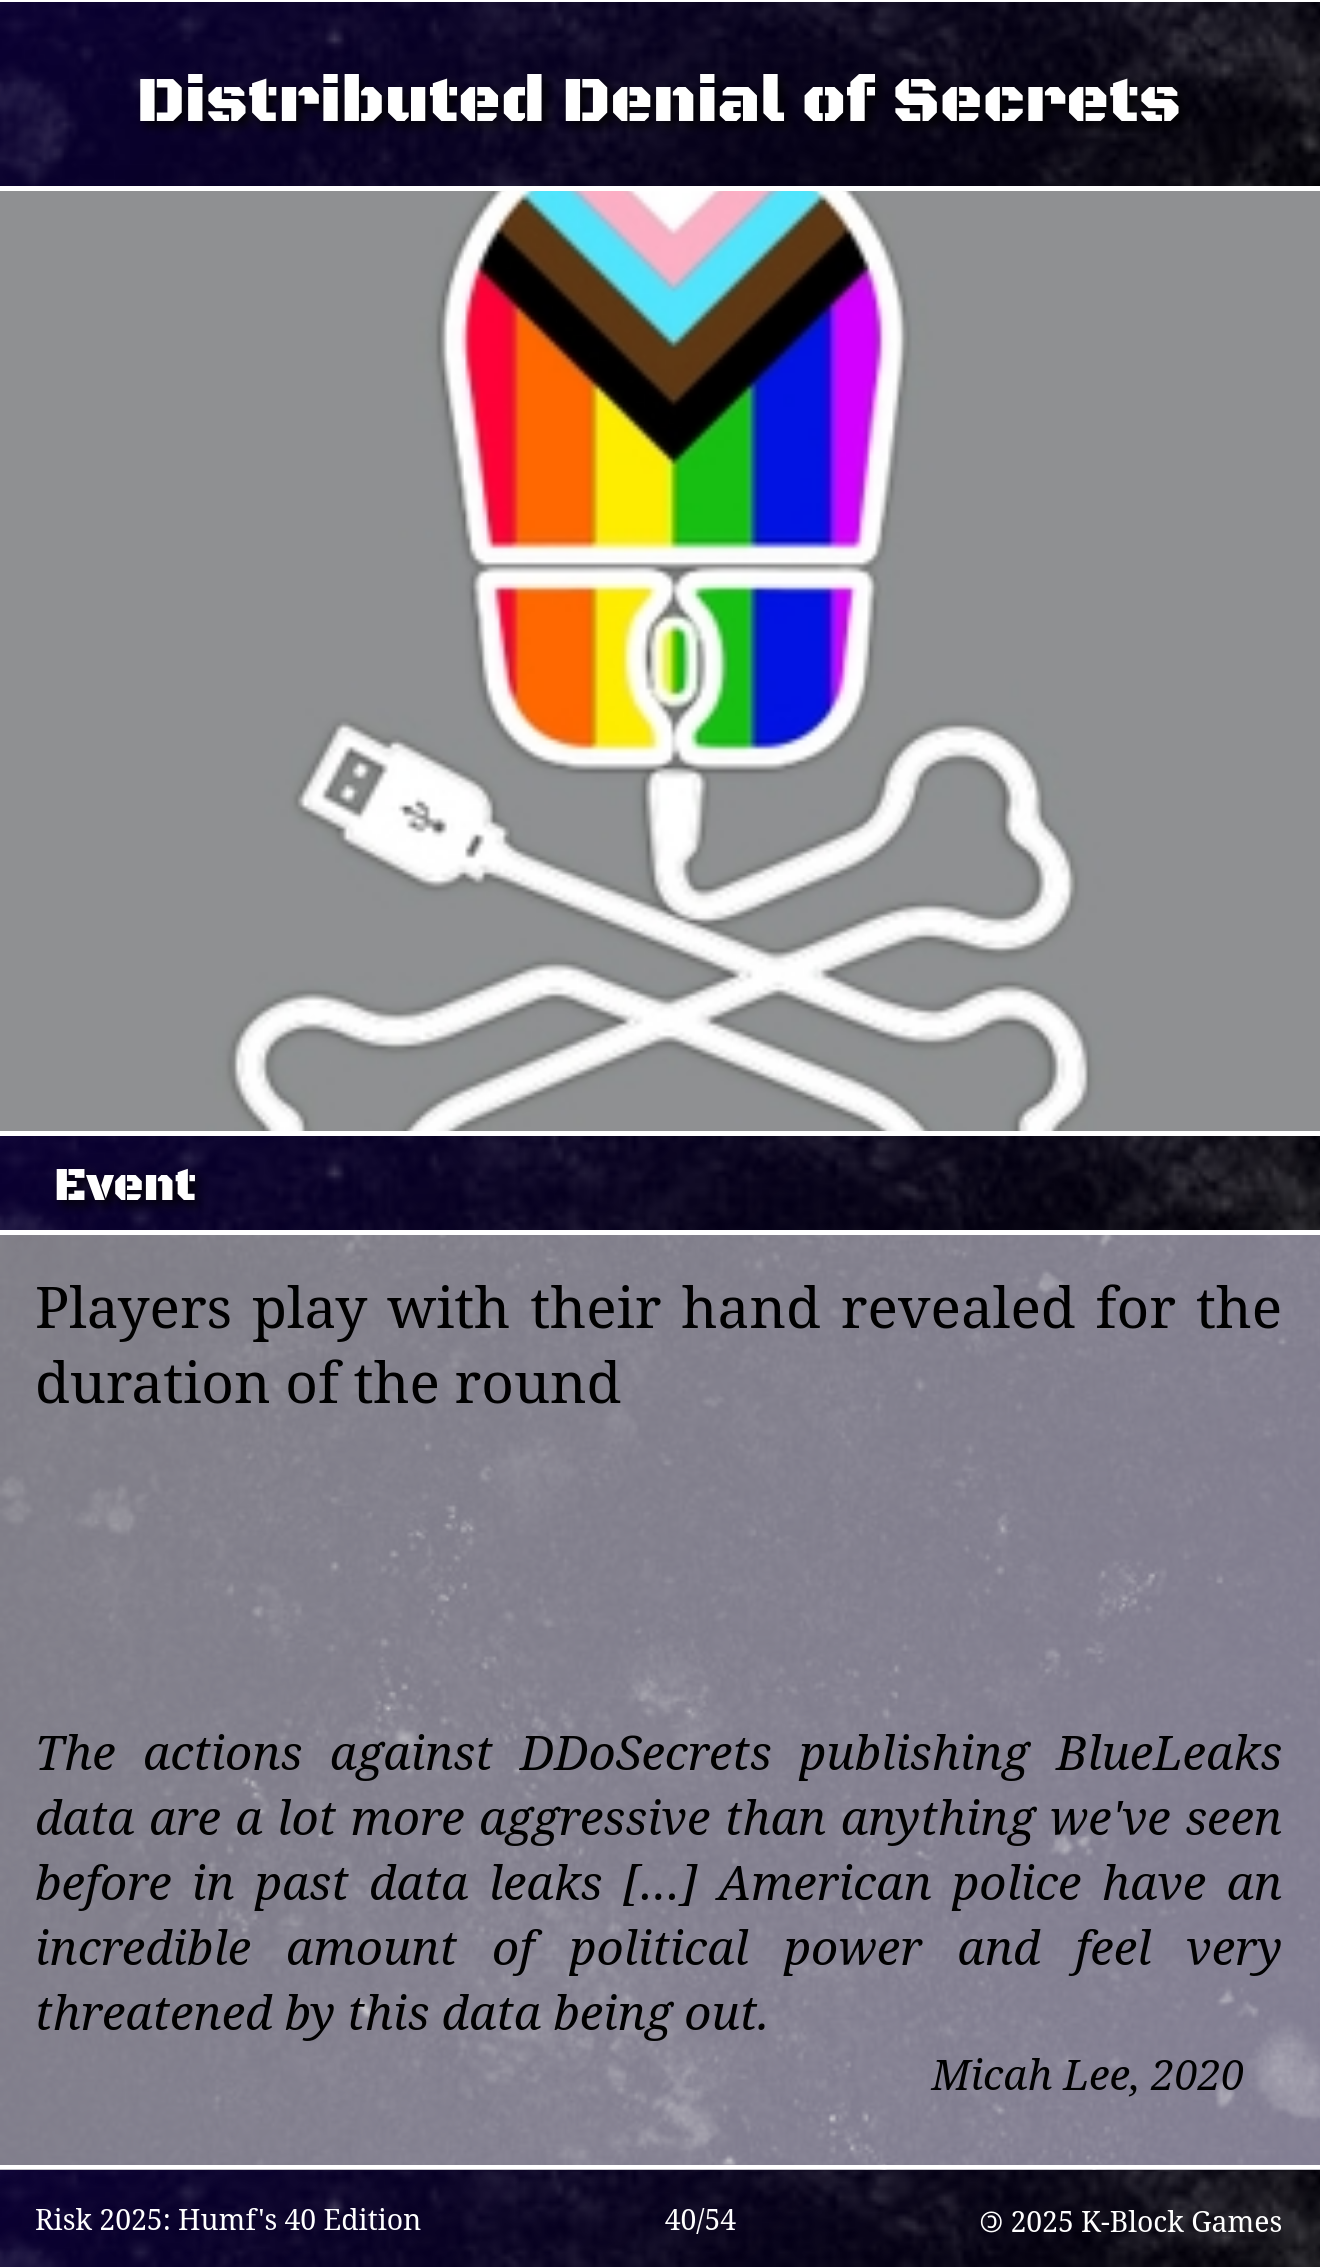 Distributed Denial of Secrets
Event
Players play with their hand revealed for the
duration of the round
The actions against DDoSecrets publishing BlueLeaks
data are a lot more aggressive than anything we've seen
before in past data leaks [...] American police have an
incredible amount of political power and feel very
threatened by this data being out.
Micah Lee, 2020
Risk 2025: Humf's 40 Edition
40/54
🄯 2025 K-Block Games